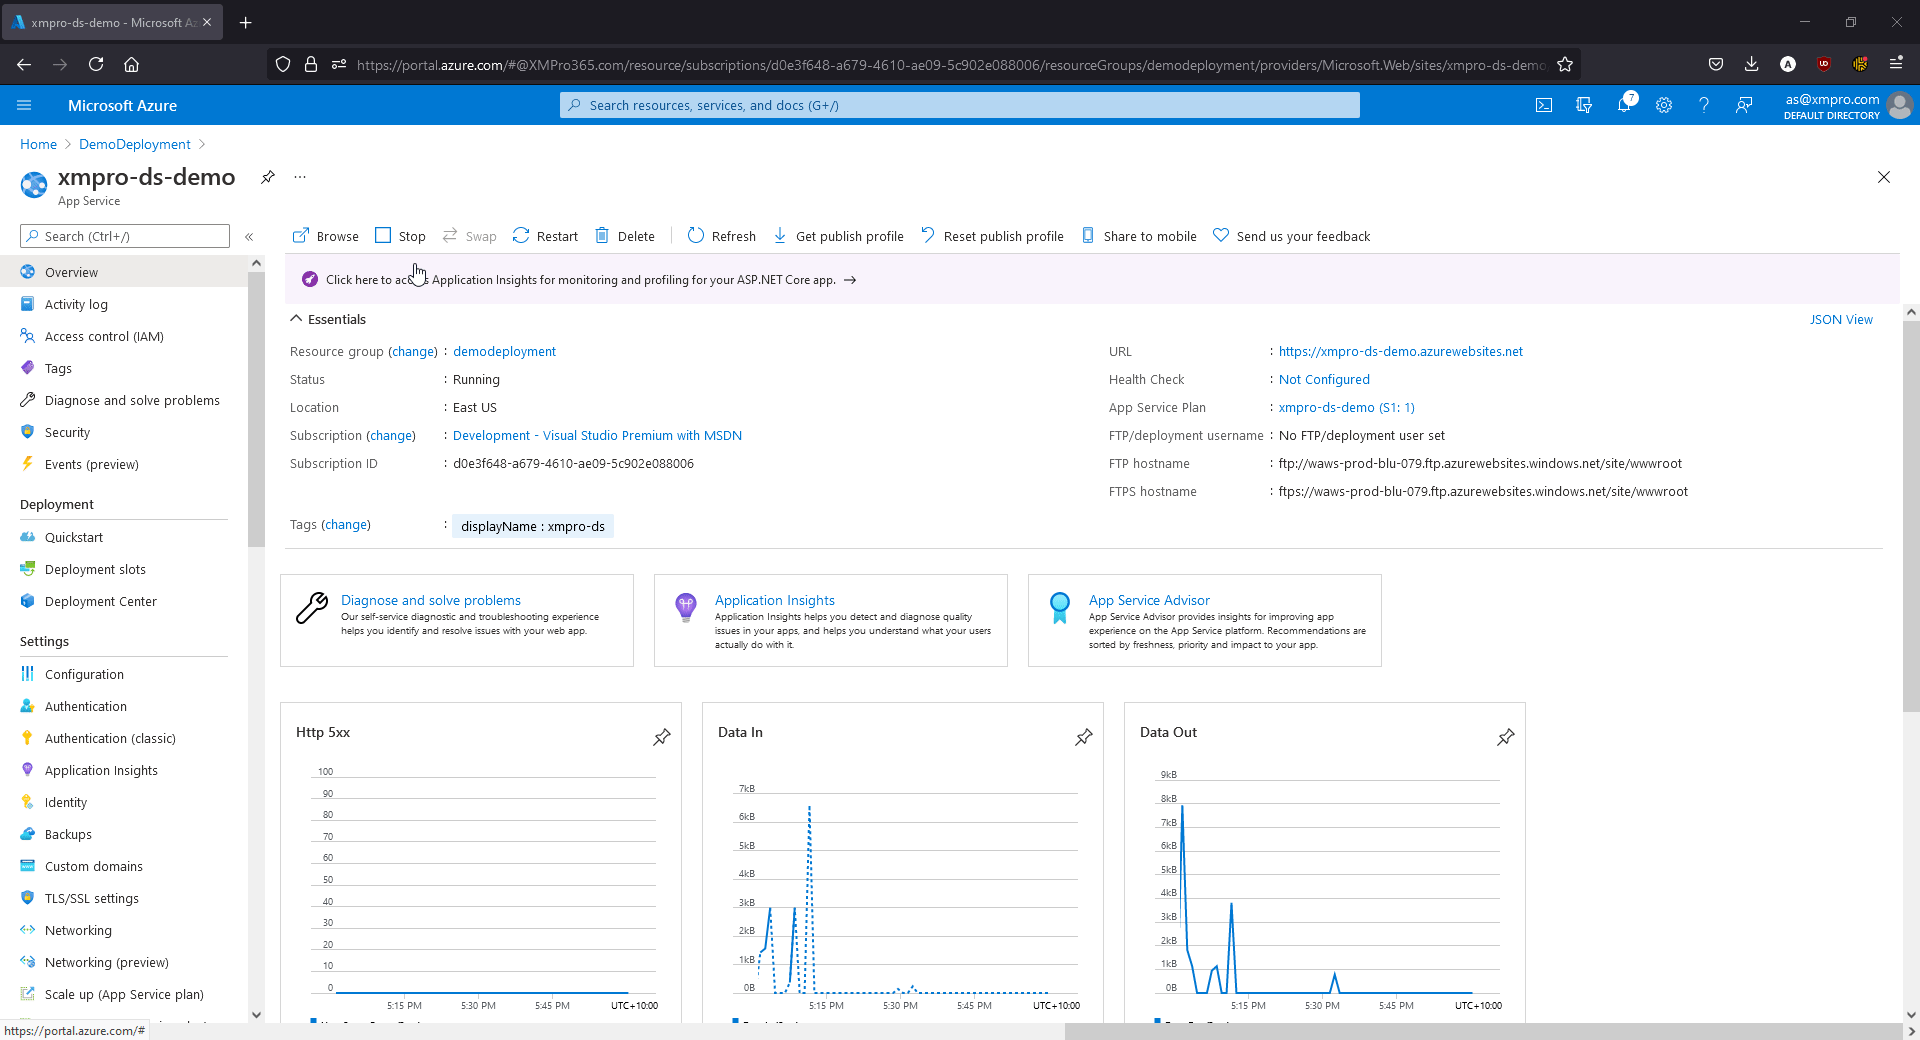 xmpro-ds-demo - Microsoft Az
https://portal.azure.com/#@XMPro365.com/resource/subscriptions/d0e3f648-a679-4610-ae09-5c902e088006/resourceGroups/demodeployment/providers/Microsoft.Web/sites/xmpro-ds-demo
Microsoft Azure
Search resources, services, and docs (G+/)
7
as@xmpro.com
DEFAULT DIRECTORY
Home > DemoDeployment >
xmpro-ds-demo
App Service
Search (Ctrl+/)
Browse Stop Swap Restart Delete Refresh Get publish profile Reset publish profile Share to mobile Send us your feedback
Click here to access Application Insights for monitoring and profiling for your ASP.NET Core app. →
Overview
Activity log
Access control (IAM)
Tags
Diagnose and solve problems
Security
Events (preview)
Deployment
Quickstart
Deployment slots
Deployment Center
Settings
Configuration
Authentication
Authentication (classic)
Application Insights
Identity
Backups
Custom domains
TLS/SSL settings
Networking
Networking (preview)
Scale up (App Service plan)
Essentials
JSON View
Resource group (change) : demodeployment
Status : Running
Location : East US
Subscription (change) : Development - Visual Studio Premium with MSDN
Subscription ID : d0e3f648-a679-4610-ae09-5c902e088006
Tags (change) : displayName : xmpro-ds
URL : https://xmpro-ds-demo.azurewebsites.net
Health Check : Not Configured
App Service Plan : xmpro-ds-demo (S1: 1)
FTP/deployment username : No FTP/deployment user set
FTP hostname : ftp://waws-prod-blu-079.ftp.azurewebsites.windows.net/site/wwwroot
FTPS hostname : ftps://waws-prod-blu-079.ftp.azurewebsites.windows.net/site/wwwroot
Diagnose and solve problems
Our self-service diagnostic and troubleshooting experience
helps you identify and resolve issues with your web app.
Application Insights
Application Insights helps you detect and diagnose quality
issues in your apps, and helps you understand what your users
actually do with it.
App Service Advisor
App Service Advisor provides insights for improving app
experience on the App Service platform. Recommendations are
sorted by freshness, priority and impact to your app.
Http 5xx
100
90
80
70
60
50
40
30
20
10
0
5:15 PM 5:30 PM 5:45 PM UTC+10:00
Data In
7kB
6kB
5kB
4kB
3kB
2kB
1kB
0B
5:15 PM 5:30 PM 5:45 PM UTC+10:00
Data Out
9kB
8kB
7kB
6kB
5kB
4kB
3kB
2kB
1kB
0B
5:15 PM 5:30 PM 5:45 PM UTC+10:00
https://portal.azure.com/#